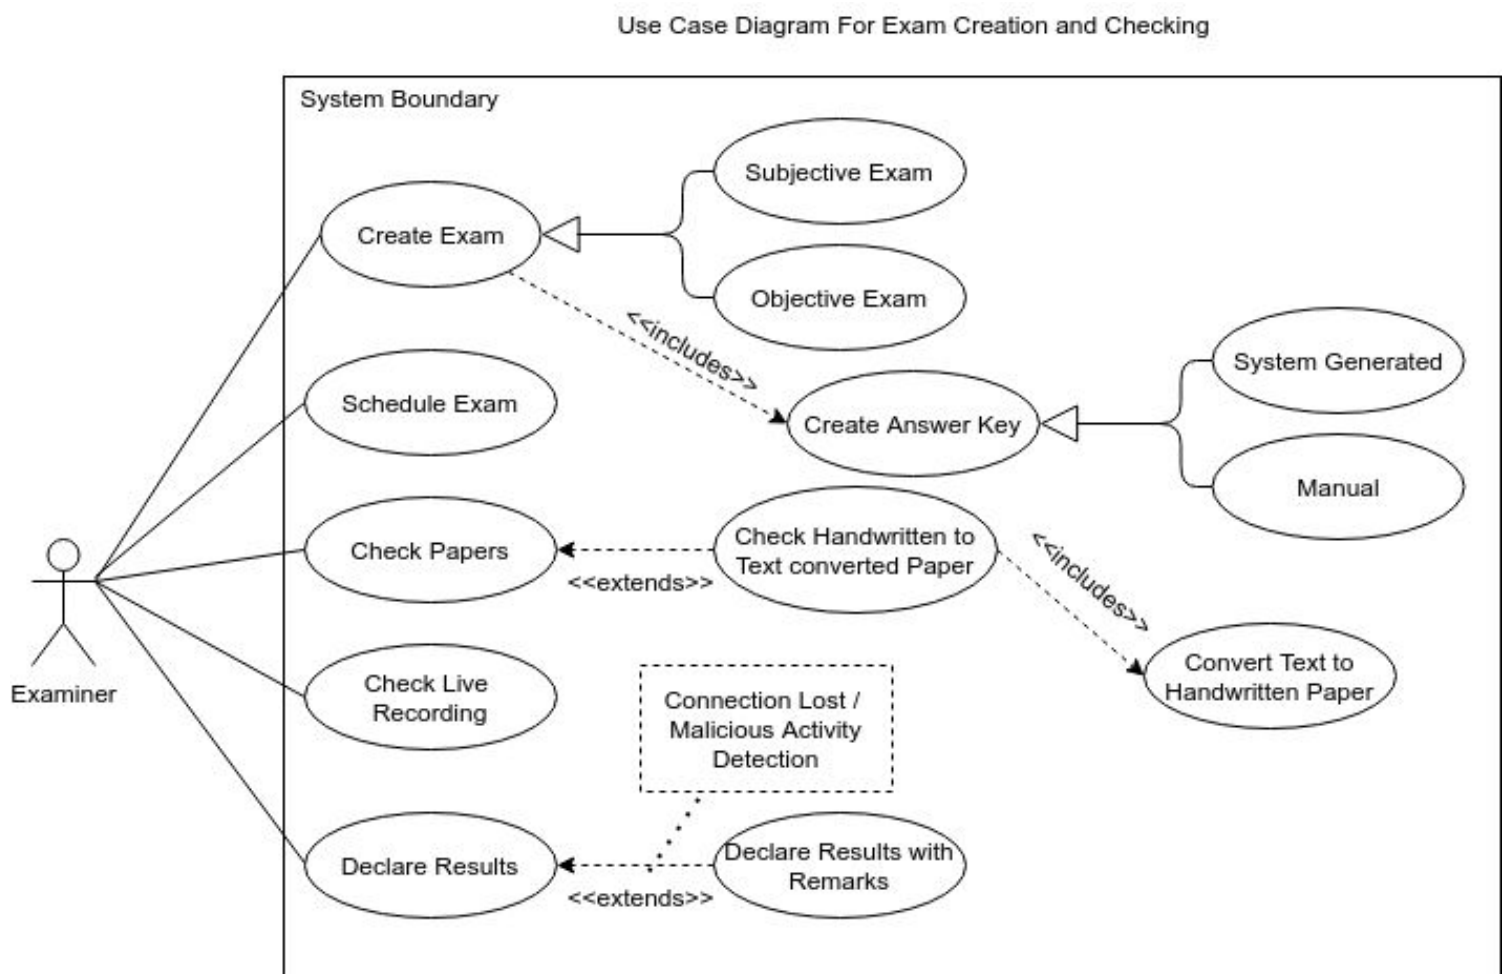 Use Case Diagram For Exam Creation and Checking
System Boundary
Subjective Exam
Create Exam
Objective Exam
<<includes>>
System Generated
Schedule Exam
Create Answer Key
Manual
Check Papers
<<extends>>
Check Handwritten to
Text converted Paper
<<includes>>
Convert Text to
Handwritten Paper
Examiner
Check Live
Recording
Connection Lost /
Malicious Activity
Detection
Declare Results
<<extends>>
Declare Results with
Remarks